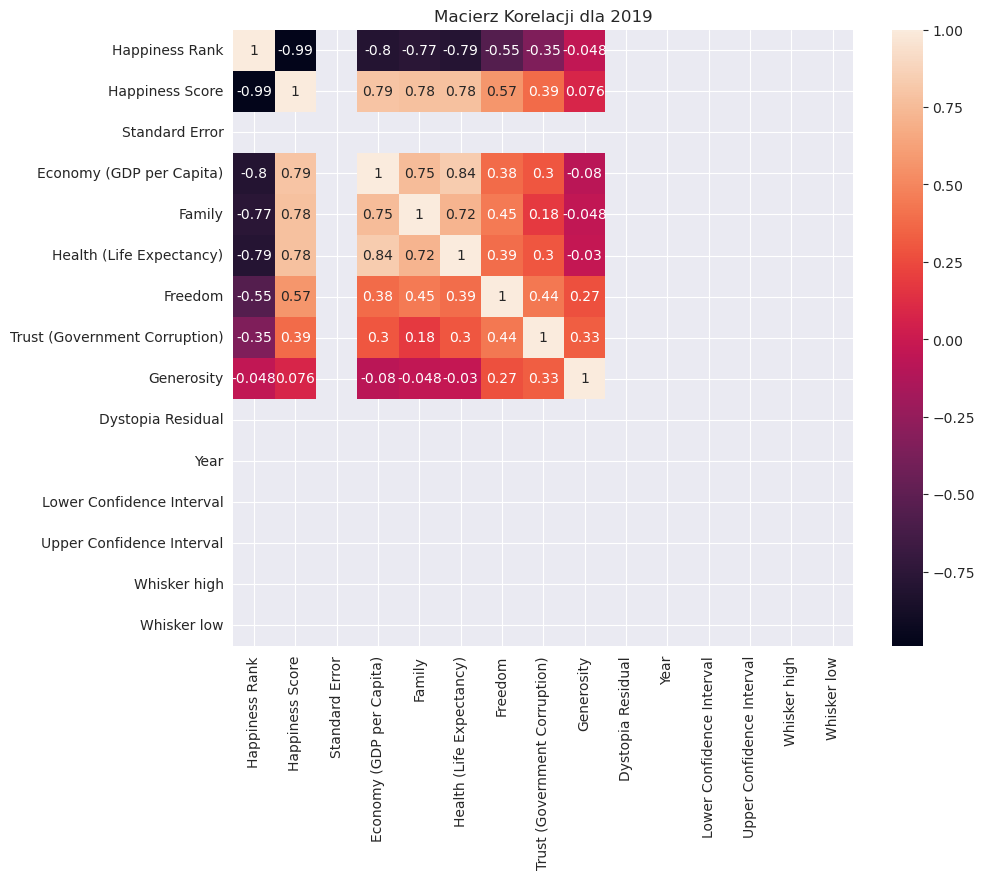 Macierz Korelacji dla 2019
Happiness Rank 1 -0.99 -0.8 -0.77 -0.79 -0.55 -0.35 -0.048
Happiness Score -0.99 1 0.79 0.78 0.78 0.57 0.39 0.076
Standard Error
Economy (GDP per Capita) -0.8 0.79 1 0.75 0.84 0.38 0.3 -0.08
Family -0.77 0.78 0.75 1 0.72 0.45 0.18 -0.048
Health (Life Expectancy) -0.79 0.78 0.84 0.72 1 0.39 0.3 -0.03
Freedom -0.55 0.57 0.38 0.45 0.39 1 0.44 0.27
Trust (Government Corruption) -0.35 0.39 0.3 0.18 0.3 0.44 1 0.33
Generosity -0.048 0.076 -0.08 -0.048 -0.03 0.27 0.33 1
Dystopia Residual
Year
Lower Confidence Interval
Upper Confidence Interval
Whisker high
Whisker low
Happiness Rank
Happiness Score
Standard Error
Economy (GDP per Capita)
Family
Health (Life Expectancy)
Freedom
Trust (Government Corruption)
Generosity
Dystopia Residual
Year
Lower Confidence Interval
Upper Confidence Interval
Whisker high
Whisker low
1.00
0.75
0.50
0.25
0.00
−0.25
−0.50
−0.75